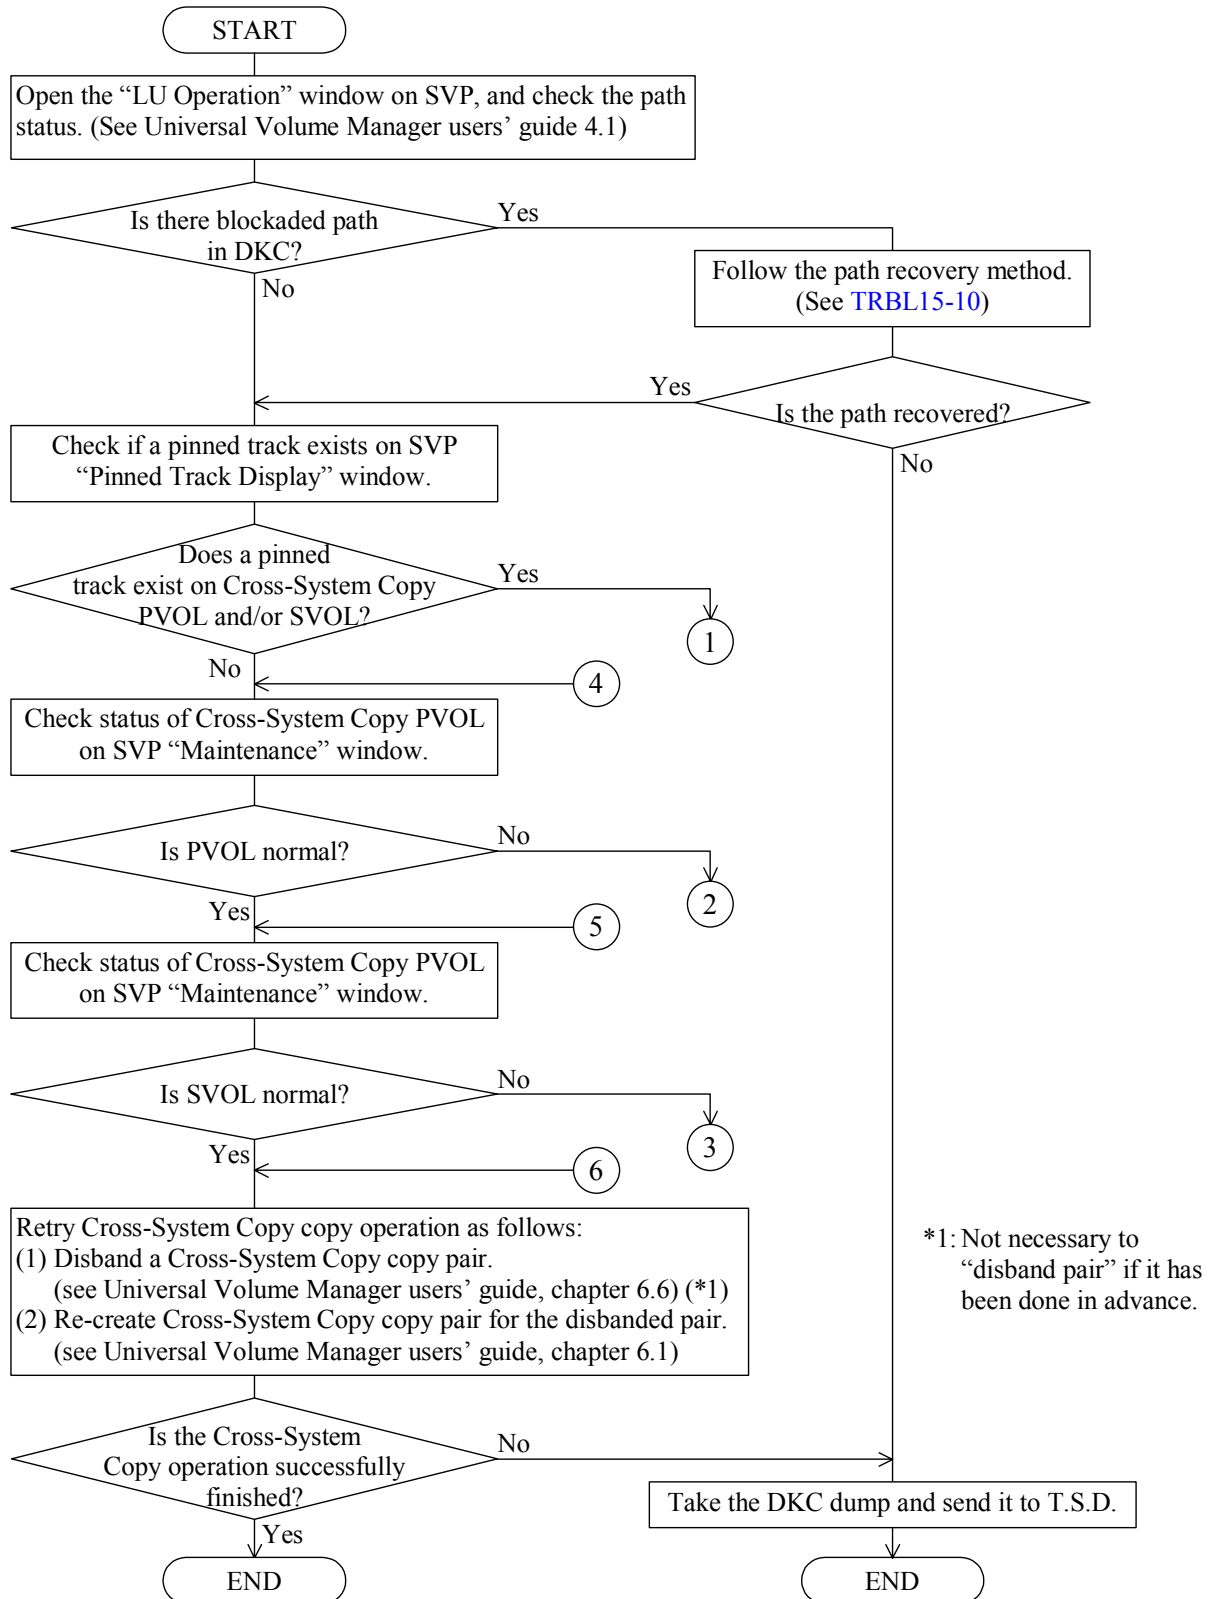 START
Open the “LU Operation” window on SVP, and check the path
status. (See Universal Volume Manager users’ guide 4.1)
Is there blockaded path
in DKC?
Yes
No
Follow the path recovery method.
(See TRBL15-10)
Yes
Is the path recovered?
No
Check if a pinned track exists on SVP
“Pinned Track Display” window.
Does a pinned
track exist on Cross-System Copy
PVOL and/or SVOL?
Yes
1
No
4
Check status of Cross-System Copy PVOL
on SVP “Maintenance” window.
Is PVOL normal?
No
2
Yes
5
Check status of Cross-System Copy PVOL
on SVP “Maintenance” window.
Is SVOL normal?
No
3
Yes
6
Retry Cross-System Copy copy operation as follows:
(1) Disband a Cross-System Copy copy pair.
(see Universal Volume Manager users’ guide, chapter 6.6) (*1)
(2) Re-create Cross-System Copy copy pair for the disbanded pair.
(see Universal Volume Manager users’ guide, chapter 6.1)
*1: Not necessary to
“disband pair” if it has
been done in advance.
Is the Cross-System
Copy operation successfully
finished?
No
Yes
Take the DKC dump and send it to T.S.D.
END
END